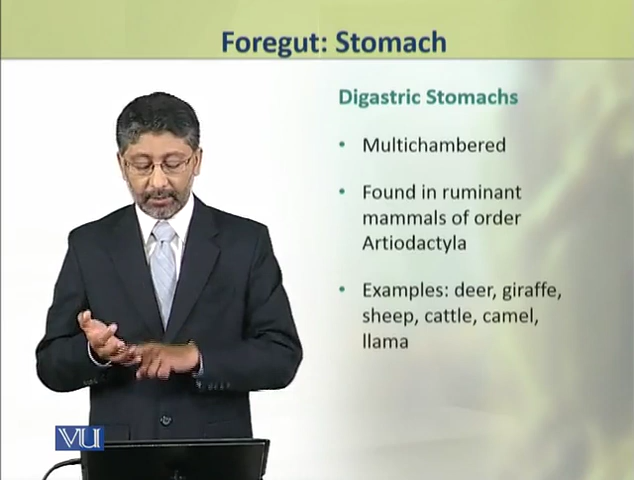 Foregut: Stomach
Digastric Stomachs
• Multichambered
• Found in ruminant
mammals of order
Artiodactyla
• Examples: deer, giraffe,
sheep, cattle, camel,
llama
VU